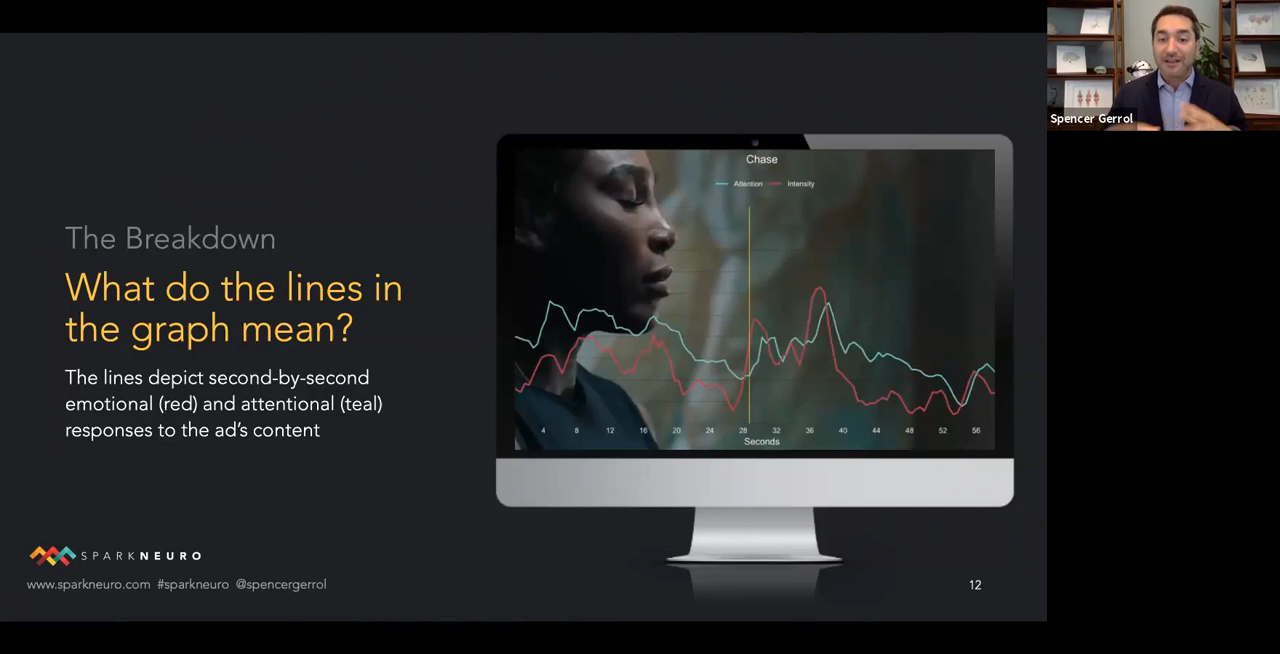 Spencer Gerrol
The Breakdown
What do the lines in
the graph mean?
The lines depict second-by-second
emotional (red) and attentional (teal)
responses to the ad's content
Chase
Attention Intensity
4 8 12 16 20 24 28 32 36 40 44 48 52 56
Seconds
SPARKNEURO
www.sparkneuro.com #sparkneuro @spencergerrol
12